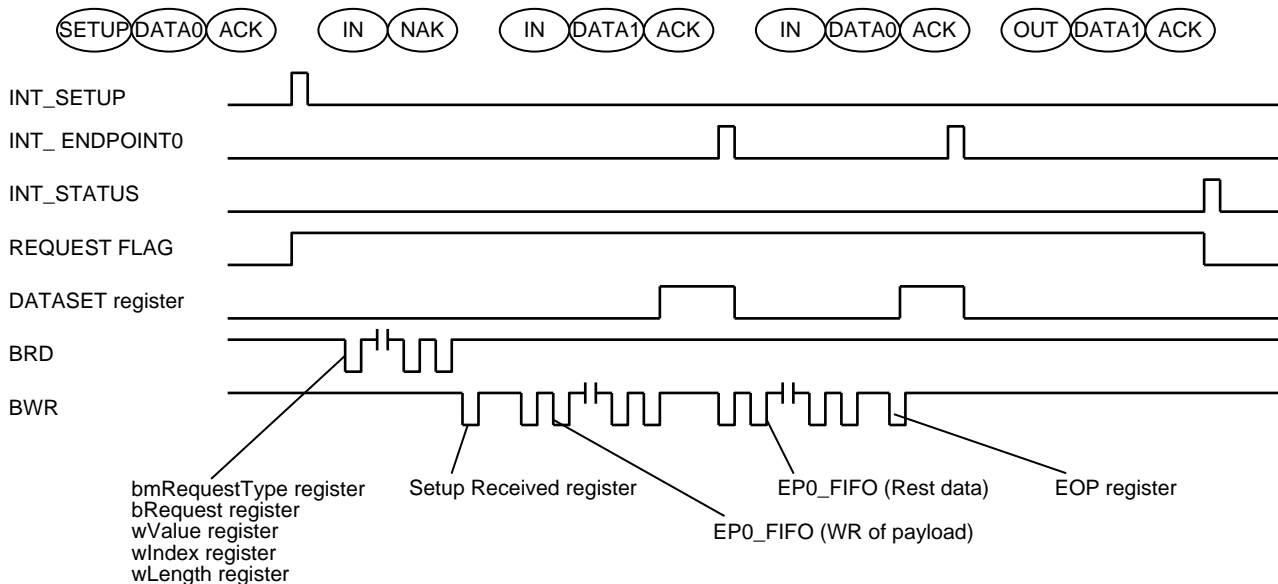 SETUP DATA0 ACK IN NAK IN DATA1 ACK IN DATA0 ACK OUT DATA1 ACK
INT_SETUP
INT_ ENDPOINT0
INT_STATUS
REQUEST FLAG
DATASET register
BRD
BWR
bmRequestType register
bRequest register
wValue register
wIndex register
wLength register
Setup Received register
EP0_FIFO (WR of payload)
EP0_FIFO (Rest data)
EOP register